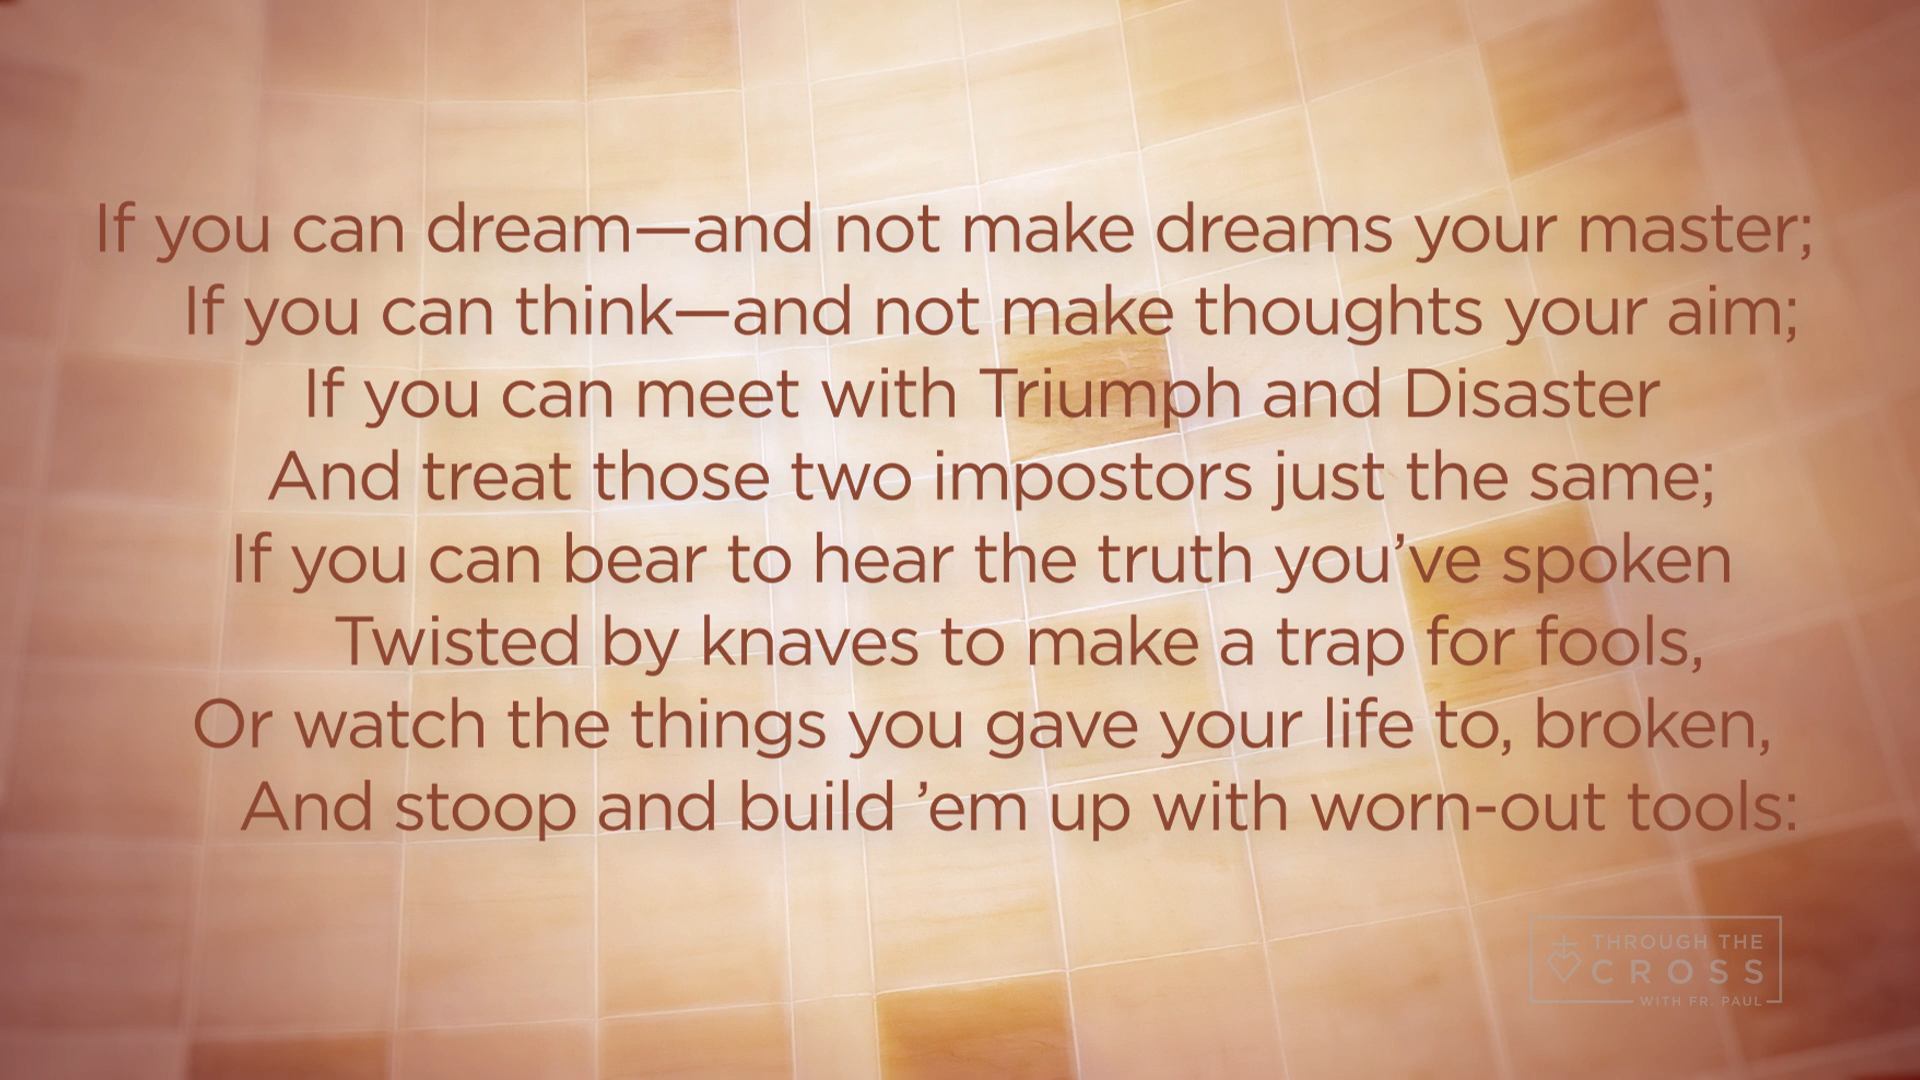 If you can dream—and not make dreams your master;
If you can think—and not make thoughts your aim;
If you can meet with Triumph and Disaster
And treat those two impostors just the same;
If you can bear to hear the truth you’ve spoken
Twisted by knaves to make a trap for fools,
Or watch the things you gave your life to, broken,
And stoop and build ’em up with worn-out tools:
THROUGH THE
CROSS
WITH FR. PAUL